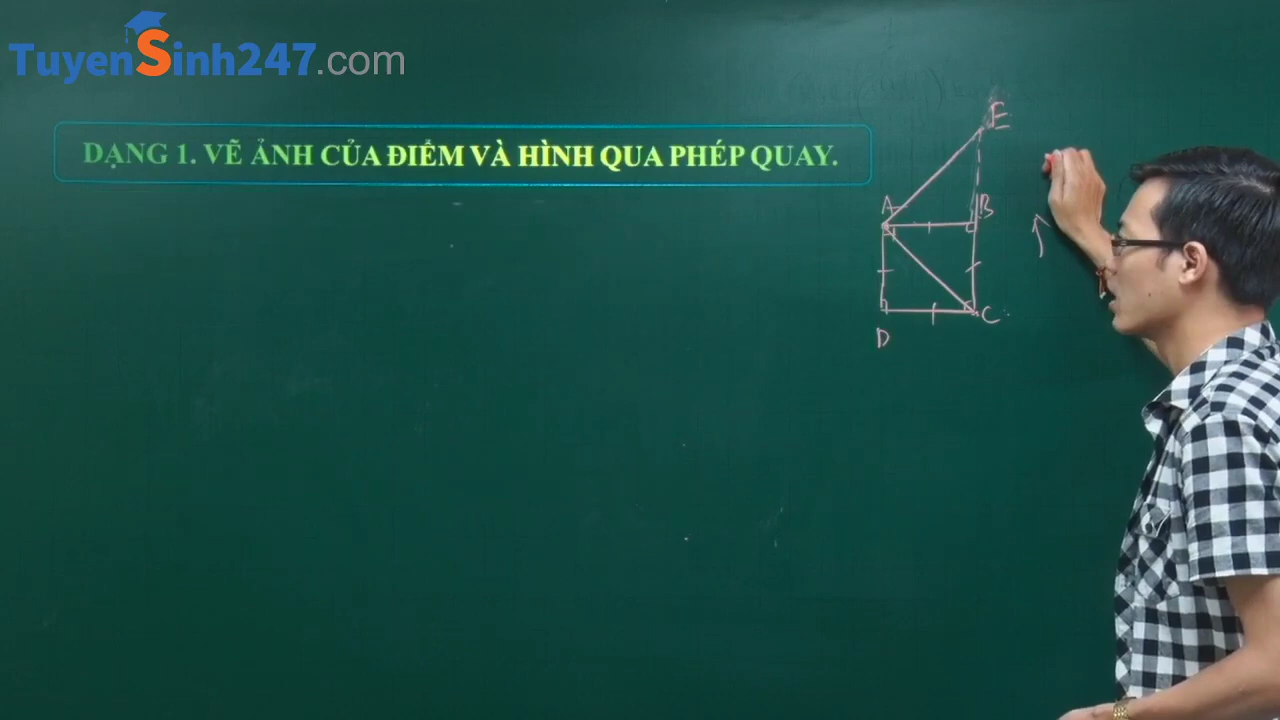 TuyenSinh247.com
DẠNG 1. VẼ ẢNH CỦA ĐIỂM VÀ HÌNH QUA PHÉP QUAY.
E
A B
C
D